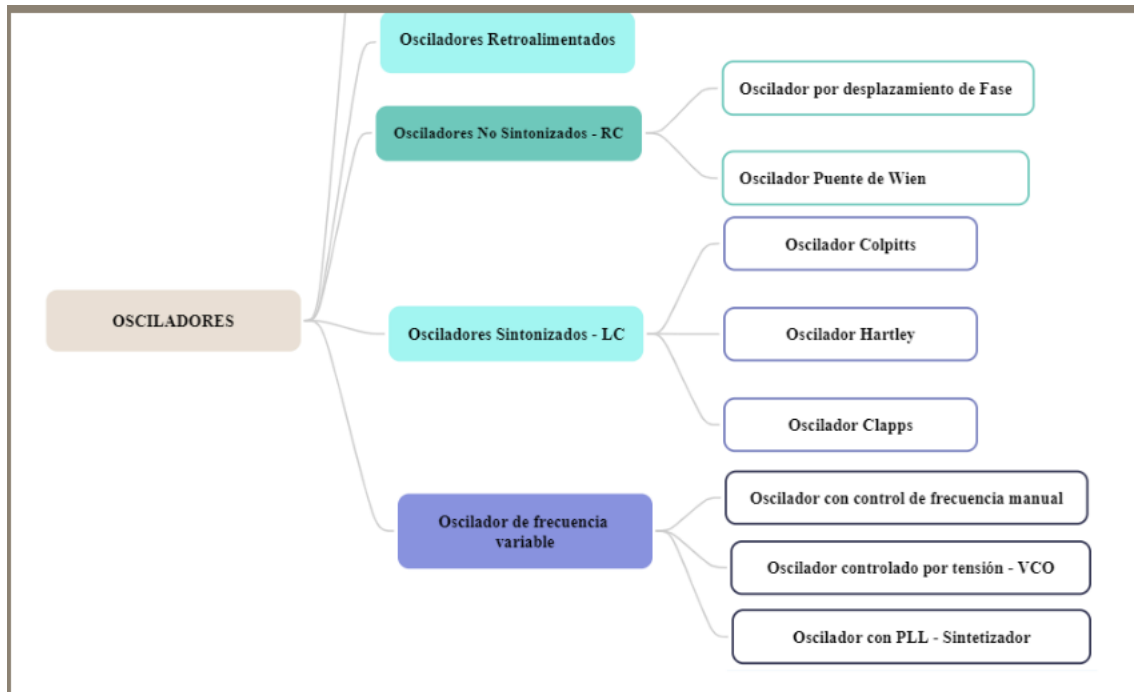 Osciladores Retroalimentados
Oscilador por desplazamiento de Fase
Osciladores No Sintonizados - RC
Oscilador Puente de Wien
Oscilador Colpitts
OSCILADORES
Osciladores Sintonizados - LC
Oscilador Hartley
Oscilador Clapps
Oscilador de frecuencia
variable
Oscilador con control de frecuencia manual
Oscilador controlado por tensión - VCO
Oscilador con PLL - Sintetizador